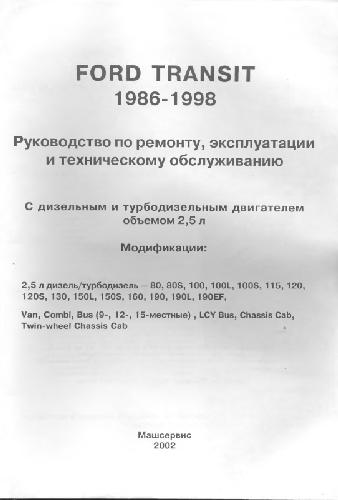 FORD TRANSIT
1986-1998
Руководство по ремонту, эксплуатации
и техническому обслуживанию
С дизельным и турбодизельным двигателем
объемом 2,5 л
Модификации:
2,5 л дизель/турбодизель – 80, 80S, 100, 100L, 100S, 115, 120,
120S, 130, 150L, 150S, 160, 190, 190L, 190EF,
Van, Combi, Bus (9-, 12-, 15-местные) , LCY Bus, Chassis Cab,
Twin-wheel Chassis Cab
Машсервис
2002